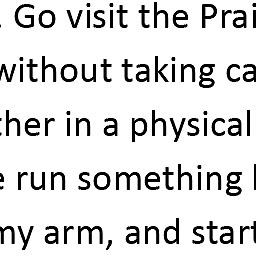 . Go visit the Prai
without taking ca
ther in a physical
e run something
my arm, and start